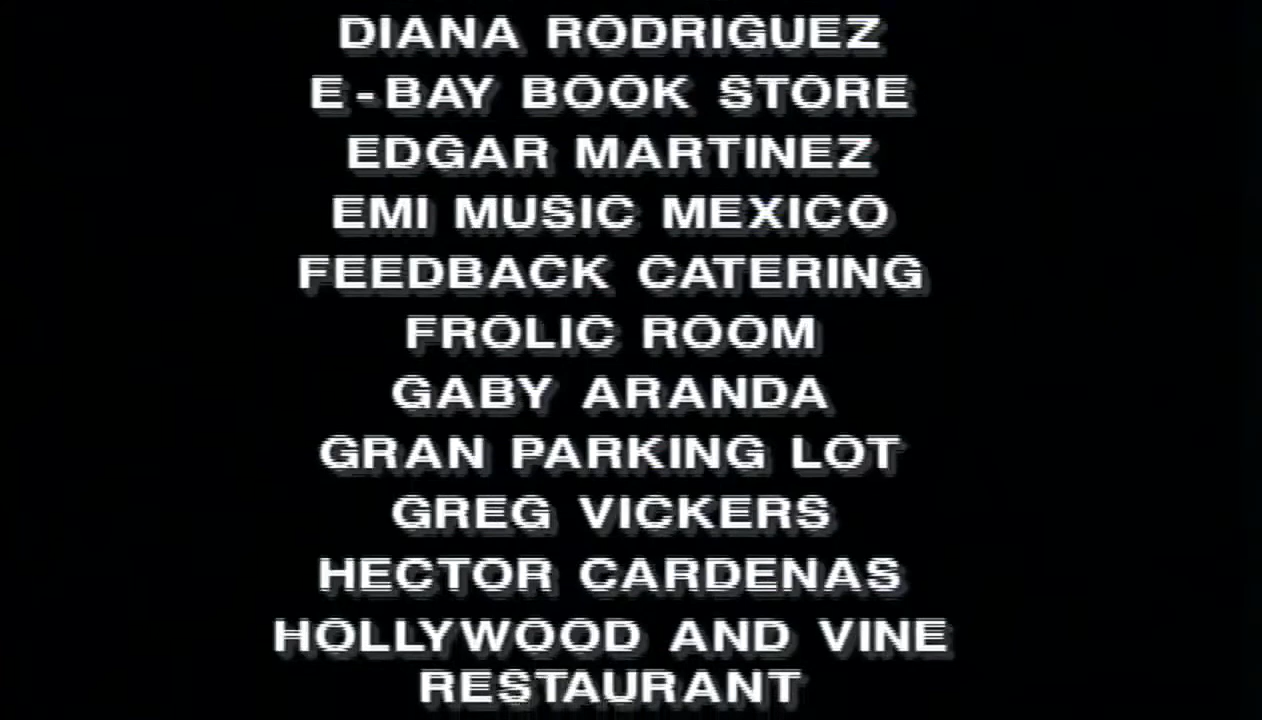 DIANA RODRIGUEZ
E-BAY BOOK STORE
EDGAR MARTINEZ
EMI MUSIC MEXICO
FEEDBACK CATERING
FROLIC ROOM
GABY ARANDA
GRAN PARKING LOT
GREG VICKERS
HECTOR CARDENAS
HOLLYWOOD AND VINE
RESTAURANT